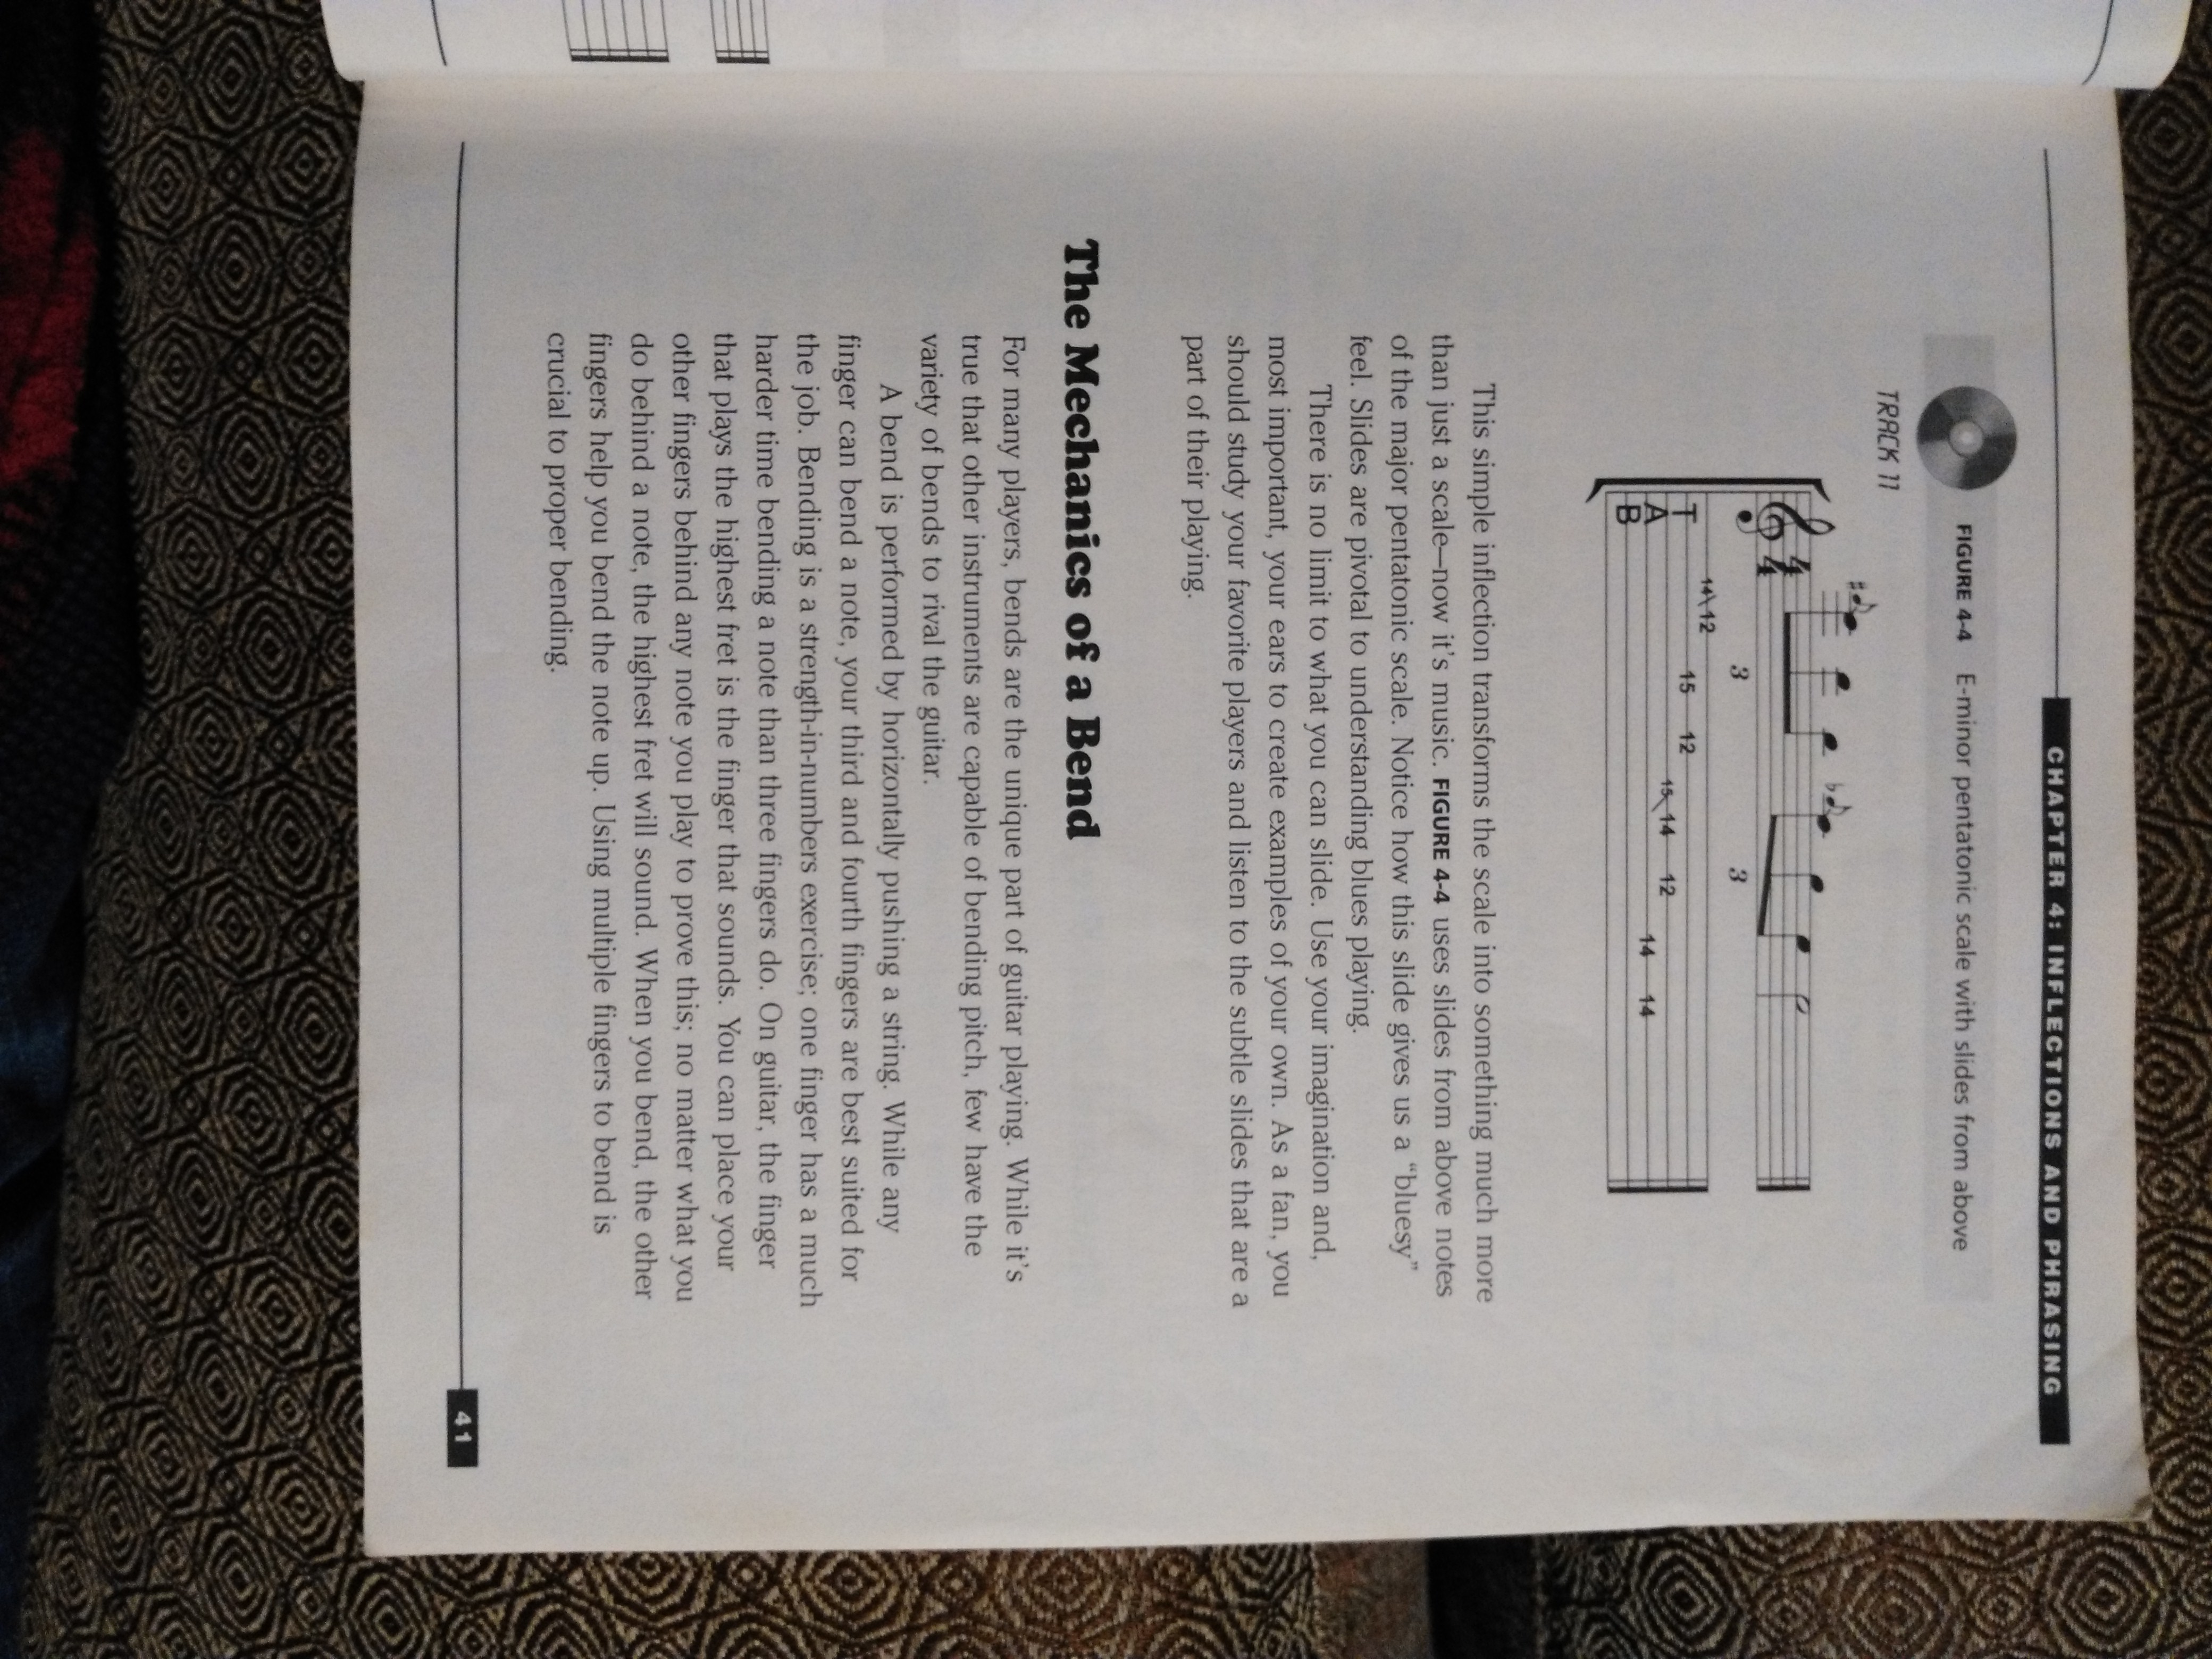 CHAPTER 4: INFLECTIONS AND PHRASING
FIGURE 4-4 E-minor pentatonic scale with slides from above
TRACK 11
4
4
3 3
T
A
B
14\12
15 12
15\14 12
14 14
This simple inflection transforms the scale into something much more
than just a scale—now it's music. FIGURE 4-4 uses slides from above notes
of the major pentatonic scale. Notice how this slide gives us a “bluesy”
feel. Slides are pivotal to understanding blues playing.
There is no limit to what you can slide. Use your imagination and,
most important, your ears to create examples of your own. As a fan, you
should study your favorite players and listen to the subtle slides that are a
part of their playing.
The Mechanics of a Bend
For many players, bends are the unique part of guitar playing. While it's
true that other instruments are capable of bending pitch, few have the
variety of bends to rival the guitar.
A bend is performed by horizontally pushing a string. While any
finger can bend a note, your third and fourth fingers are best suited for
the job. Bending is a strength-in-numbers exercise; one finger has a much
harder time bending a note than three fingers do. On guitar, the finger
that plays the highest fret is the finger that sounds. You can place your
other fingers behind any note you play to prove this; no matter what you
do behind a note, the highest fret will sound. When you bend, the other
fingers help you bend the note up. Using multiple fingers to bend is
crucial to proper bending.
41